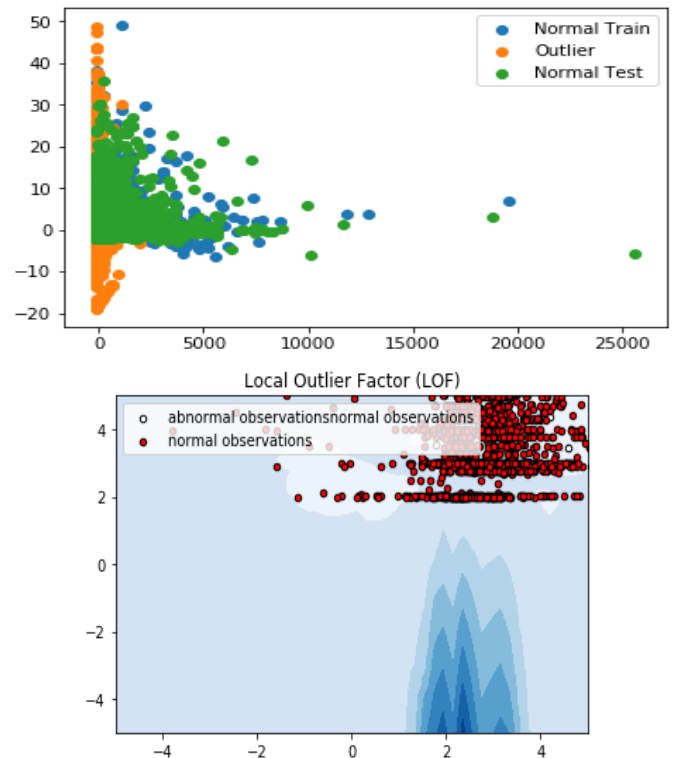 50
40
30
20
10
0
−10
−20
Normal Train
Outlier
Normal Test
0 5000 10000 15000 20000 25000
Local Outlier Factor (LOF)
abnormal observationsnormal observations
normal observations
4
2
0
−2
−4
−4 −2 0 2 4